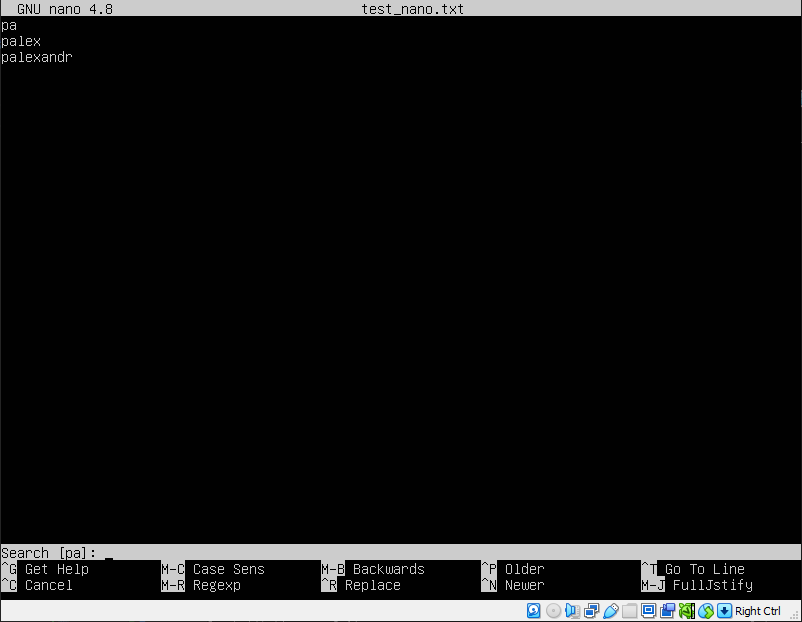 GNU nano 4.8 test_nano.txt
pa
palex
palexandr
Search [pa]: _
^G Get Help M-C Case Sens M-B Backwards ^P Older ^T Go To Line
^C Cancel M-R Regexp ^R Replace ^N Newer M-J FullJstify
Right Ctrl